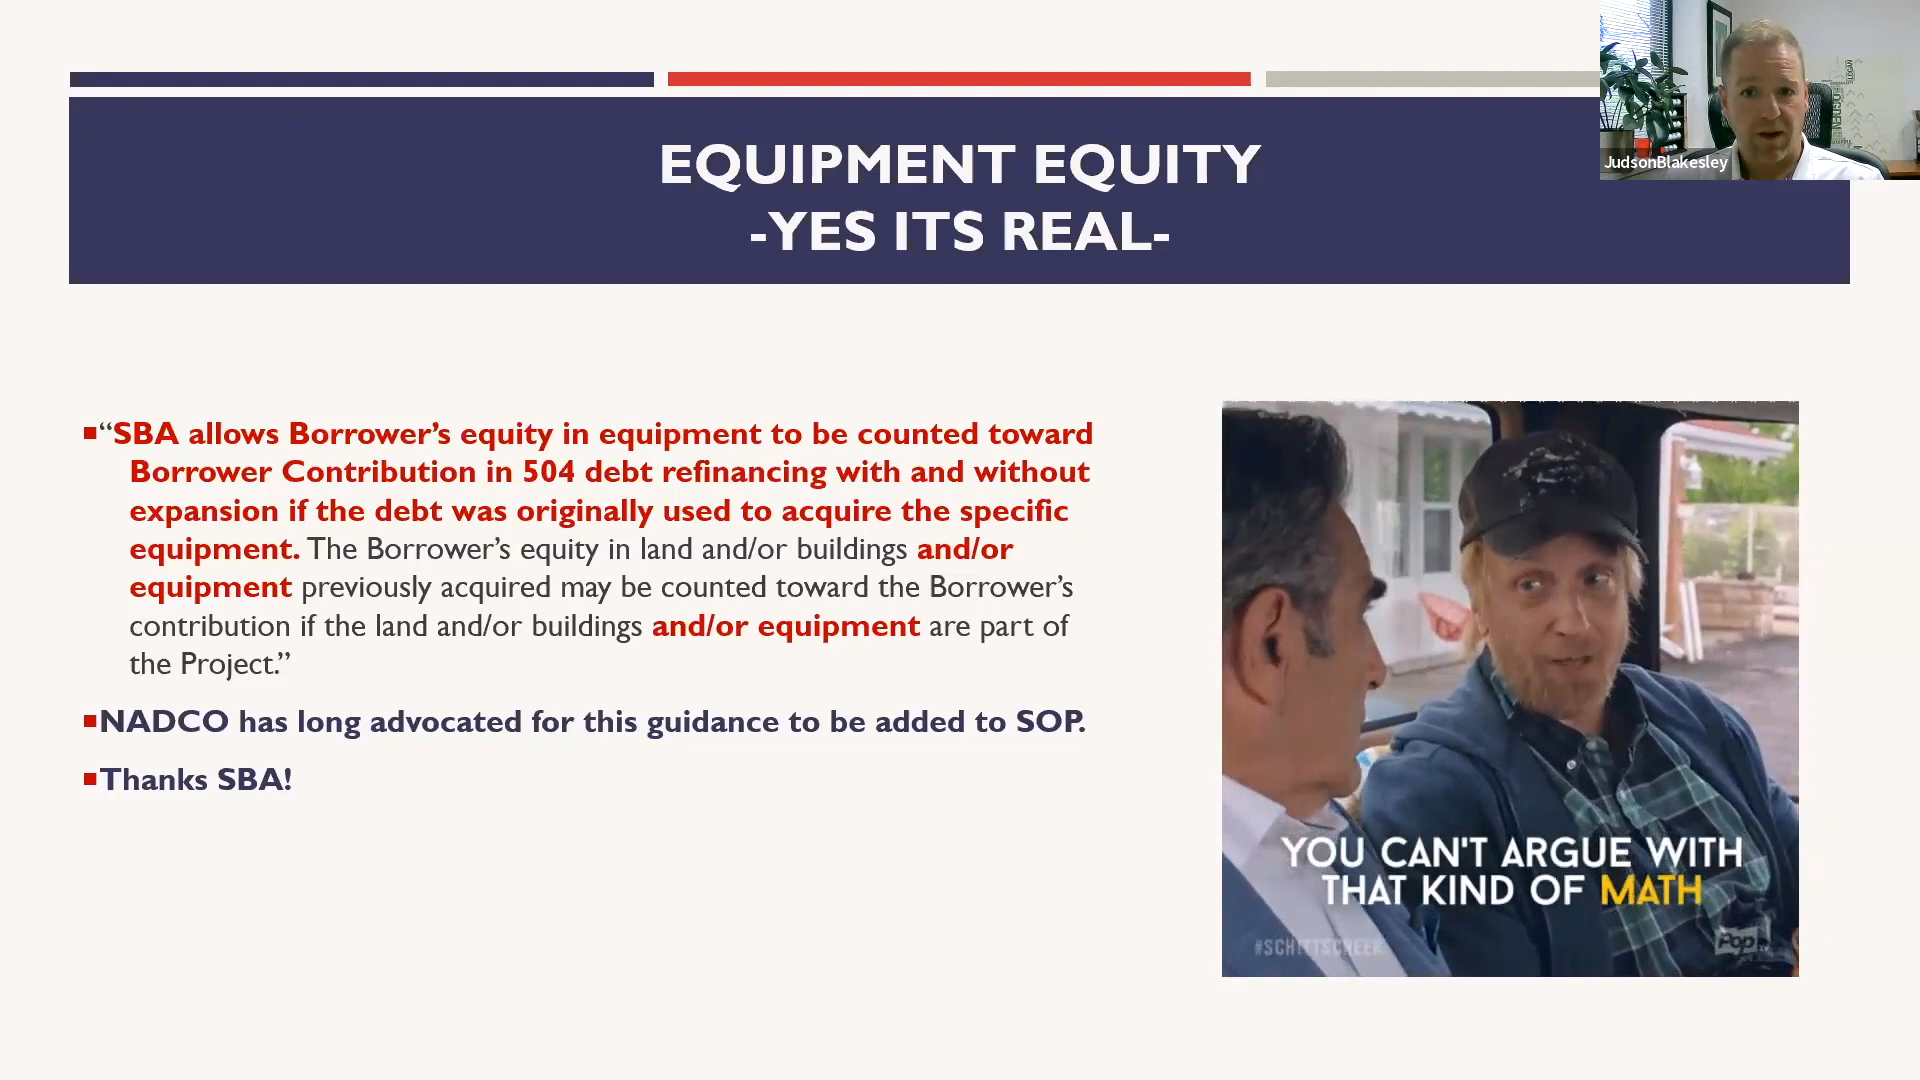 EQUIPMENT EQUITY
-YES ITS REAL-
JudsonBlakesley
“SBA allows Borrower’s equity in equipment to be counted toward
Borrower Contribution in 504 debt refinancing with and without
expansion if the debt was originally used to acquire the specific
equipment. The Borrower’s equity in land and/or buildings and/or
equipment previously acquired may be counted toward the Borrower’s
contribution if the land and/or buildings and/or equipment are part of
the Project.”
NADCO has long advocated for this guidance to be added to SOP.
Thanks SBA!
YOU CAN'T ARGUE WITH
THAT KIND OF MATH
#SCHITTSCREEK
Pop